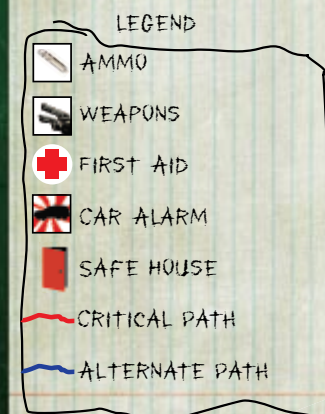 LEGEND
AMMO
WEAPONS
FIRST AID
CAR ALARM
SAFE HOUSE
CRITICAL PATH
ALTERNATE PATH